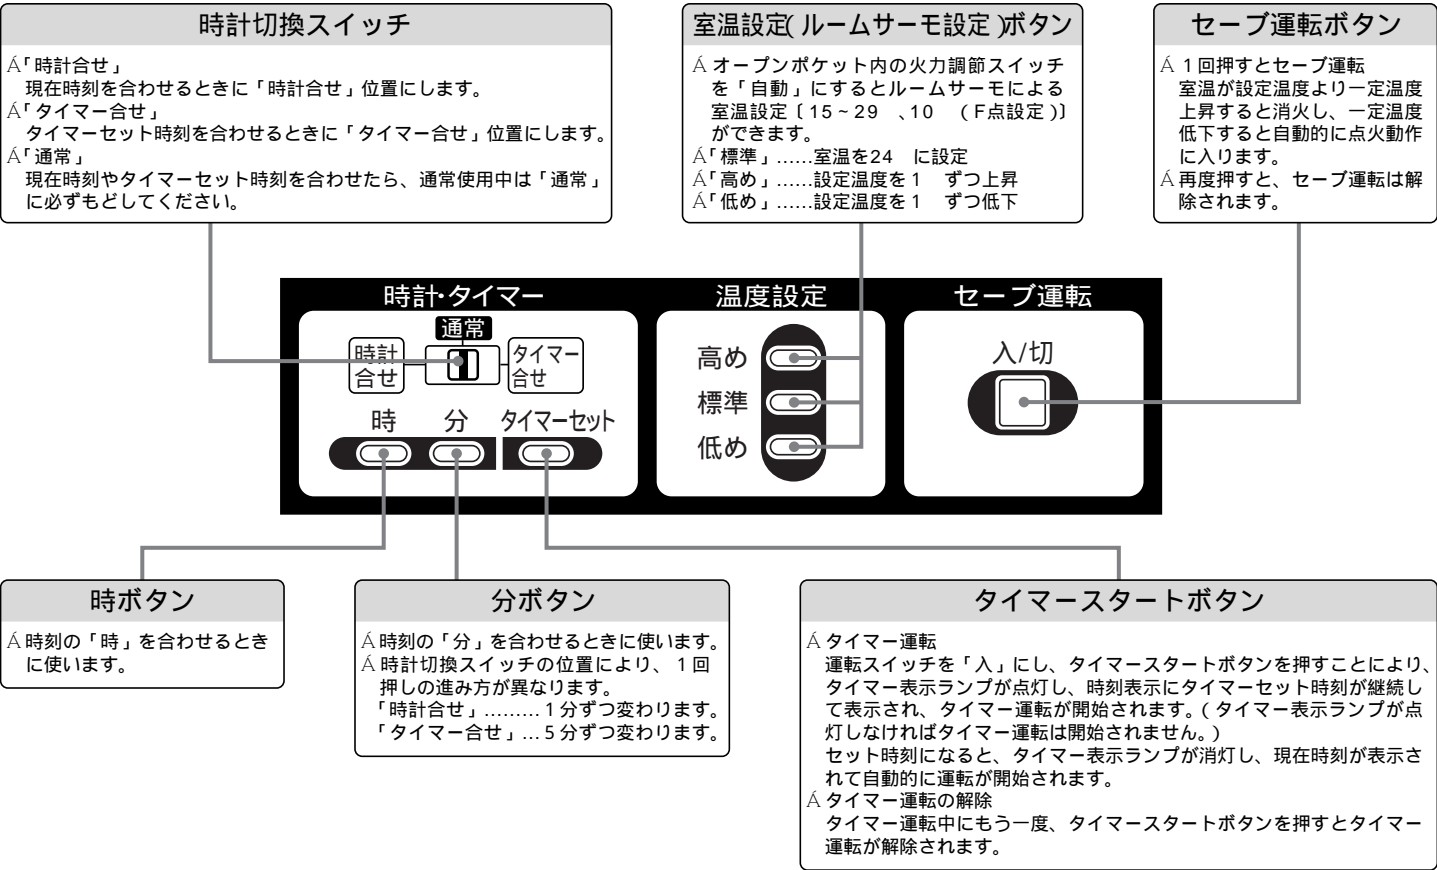 時計切換スイッチ
Á「時計合せ」
現在時刻を合わせるときに「時計合せ」位置にします。
Á「タイマー合せ」
タイマーセット時刻を合わせるときに「タイマー合せ」位置にします。
Á「通常」
現在時刻やタイマーセット時刻を合わせたら、通常使用中は「通常」
に必ずもどしてください。
室温設定(ルームサーモ設定)ボタン
Á オープンポケット内の火力調節スイッチ
を「自動」にするとルームサーモによる
室温設定〔15~29　、10　(F点設定)〕
ができます。
Á「標準」……室温を24　に設定
Á「高め」……設定温度を1　ずつ上昇
Á「低め」……設定温度を1　ずつ低下
セーブ運転ボタン
Á 1回押すとセーブ運転
室温が設定温度より一定温度
上昇すると消火し、一定温度
低下すると自動的に点火動作
に入ります。
Á 再度押すと、セーブ運転は解
除されます。
時計・タイマー
通常
時計
合せ
タイマー
合せ
時 分 タイマーセット
温度設定
高め
標準
低め
セーブ運転
入/切
時ボタン
Á 時刻の「時」を合わせるとき
に使います。
分ボタン
Á 時刻の「分」を合わせるときに使います。
Á 時計切換スイッチの位置により、1回
押しの進み方が異なります。
「時計合せ」………1分ずつ変わります。
「タイマー合せ」…5分ずつ変わります。
タイマースタートボタン
Á タイマー運転
運転スイッチを「入」にし、タイマースタートボタンを押すことにより、
タイマー表示ランプが点灯し、時刻表示にタイマーセット時刻が継続し
て表示され、タイマー運転が開始されます。(タイマー表示ランプが点
灯しなければタイマー運転は開始されません。)
セット時刻になると、タイマー表示ランプが消灯し、現在時刻が表示さ
れて自動的に運転が開始されます。
Á タイマー運転の解除
タイマー運転中にもう一度、タイマースタートボタンを押すとタイマー
運転が解除されます。